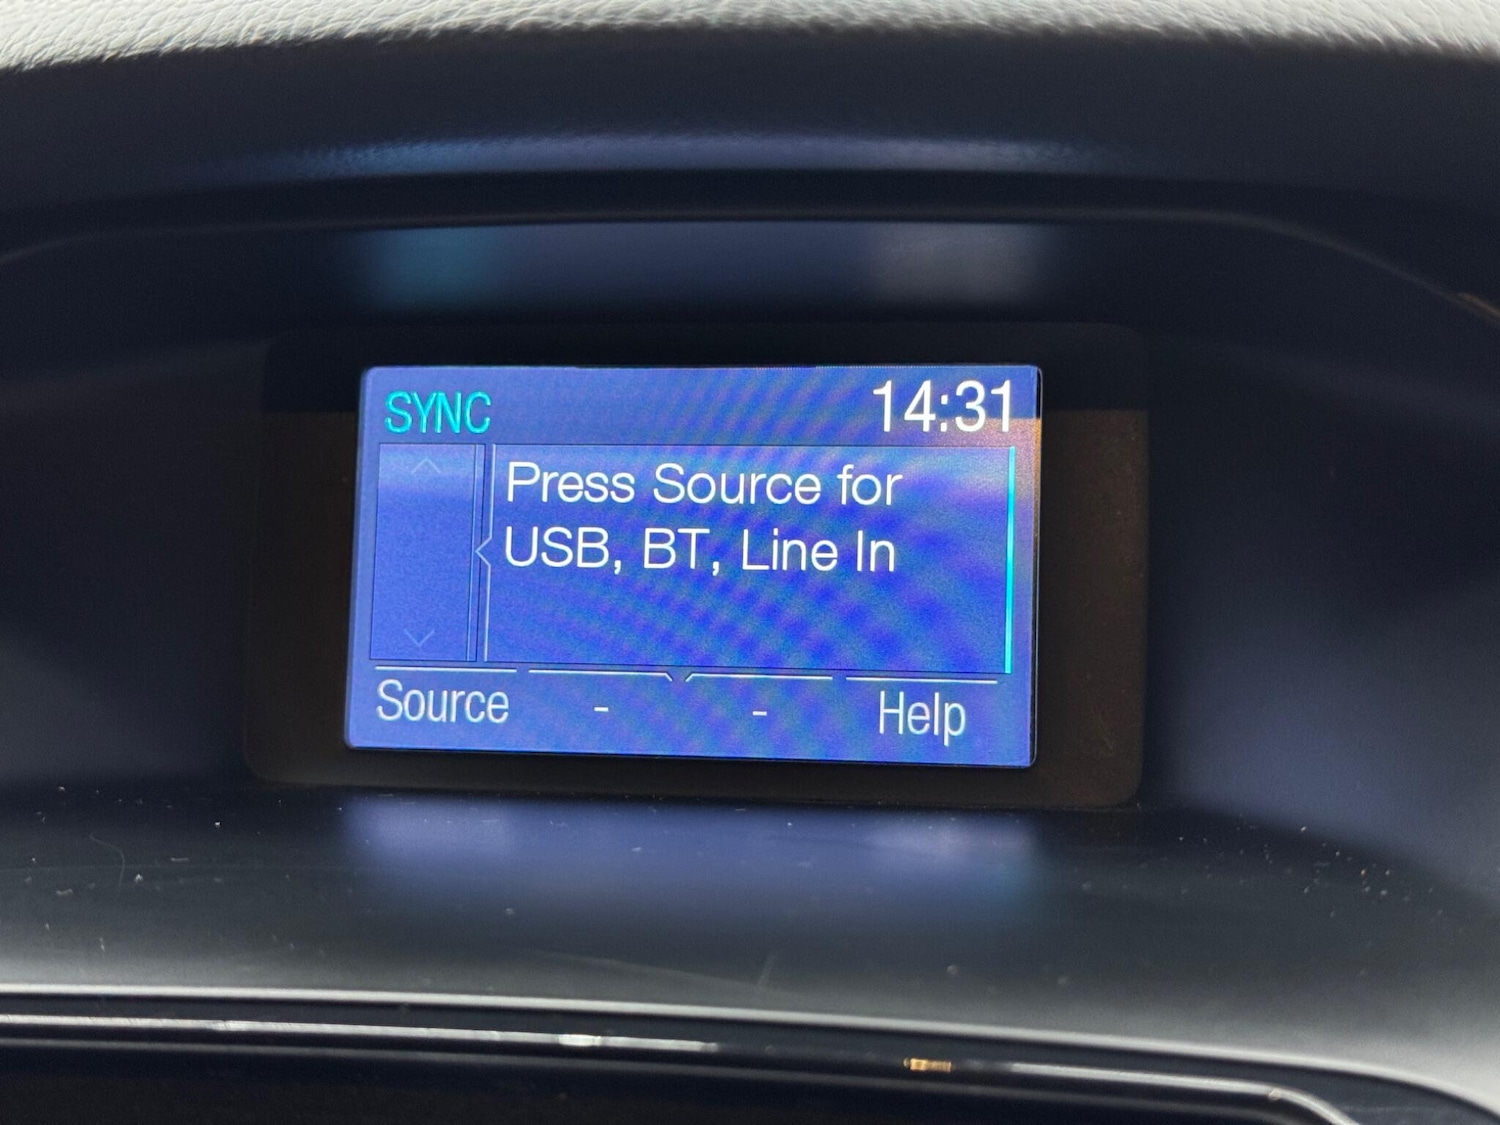 SYNC 14:31
Press Source for
USB, BT, Line In
Source - - Help